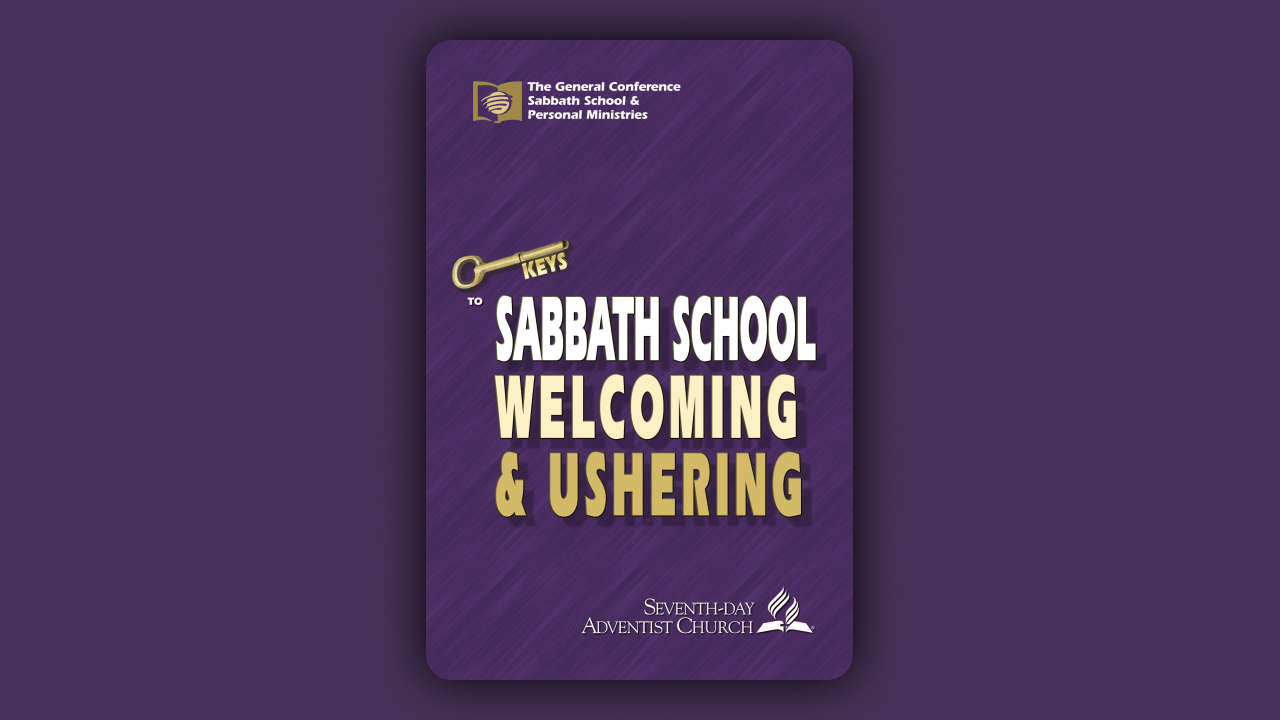 The General Conference
Sabbath School &
Personal Ministries
KEYS
TO
SABBATH SCHOOL
WELCOMING
& USHERING
SEVENTH-DAY
ADVENTIST CHURCH®